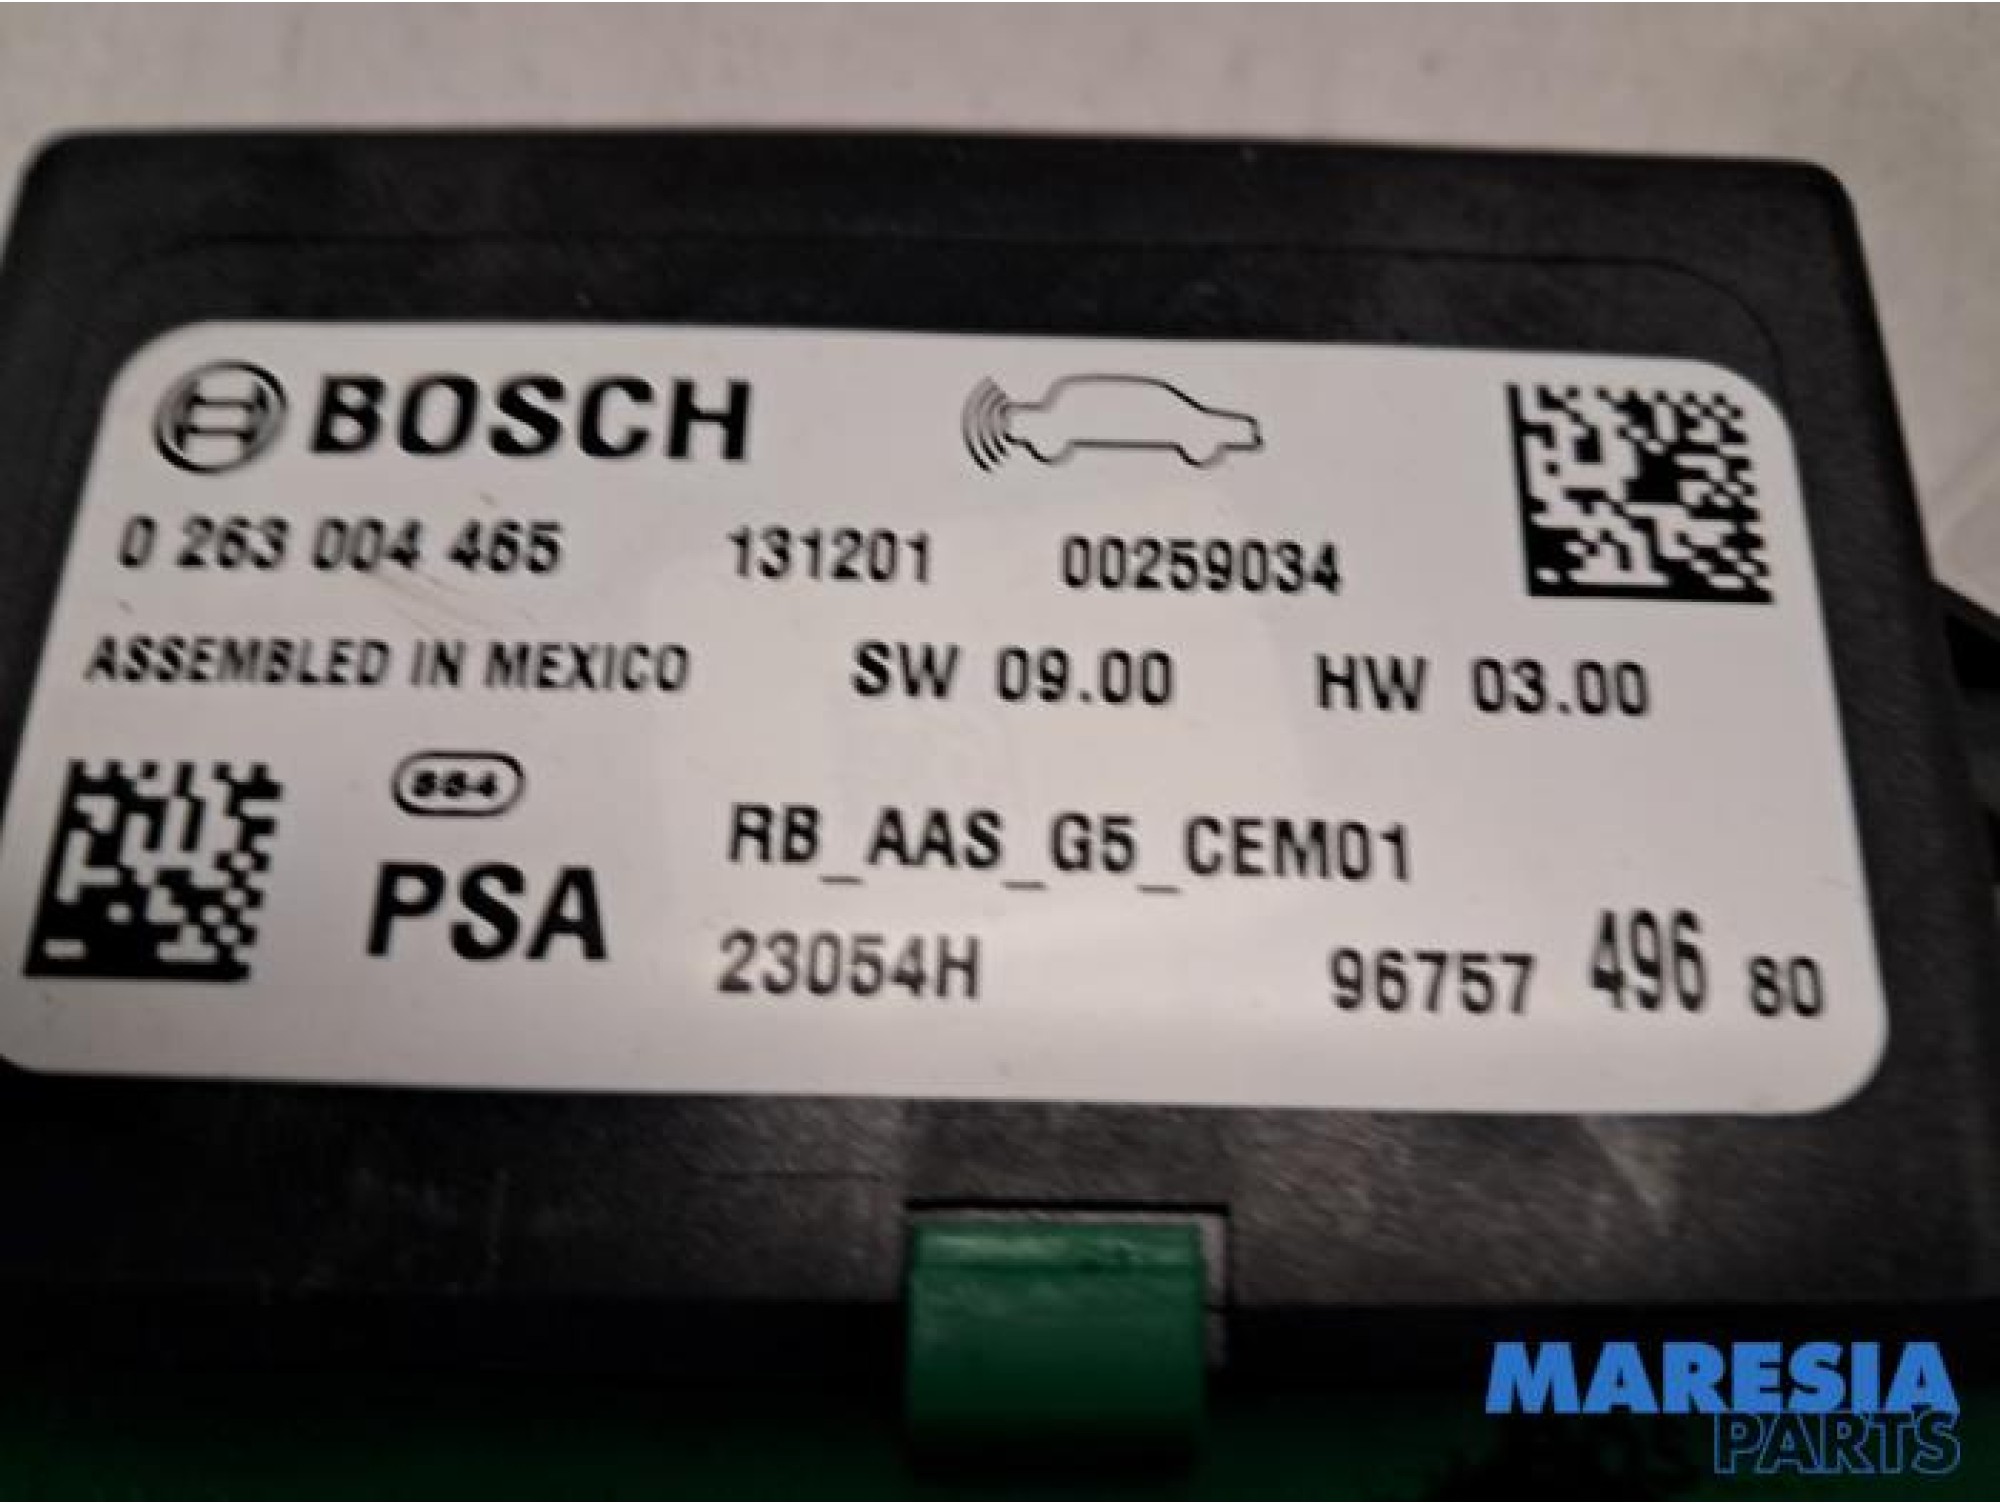 BOSCH
0 263 004 465 131201 00259034
ASSEMBLED IN MEXICO SW 09.00 HW 03.00
RB_AAS_G5_CEM01
PSA 23054H 96757 496 80
MARESIA
PARTS